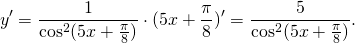 y' = \frac{1}{\cos^2(5x + \frac{\pi}{8})} \cdot (5x + \frac{\pi}{8})' = \frac{5}{\cos^2(5x + \frac{\pi}{8})}.